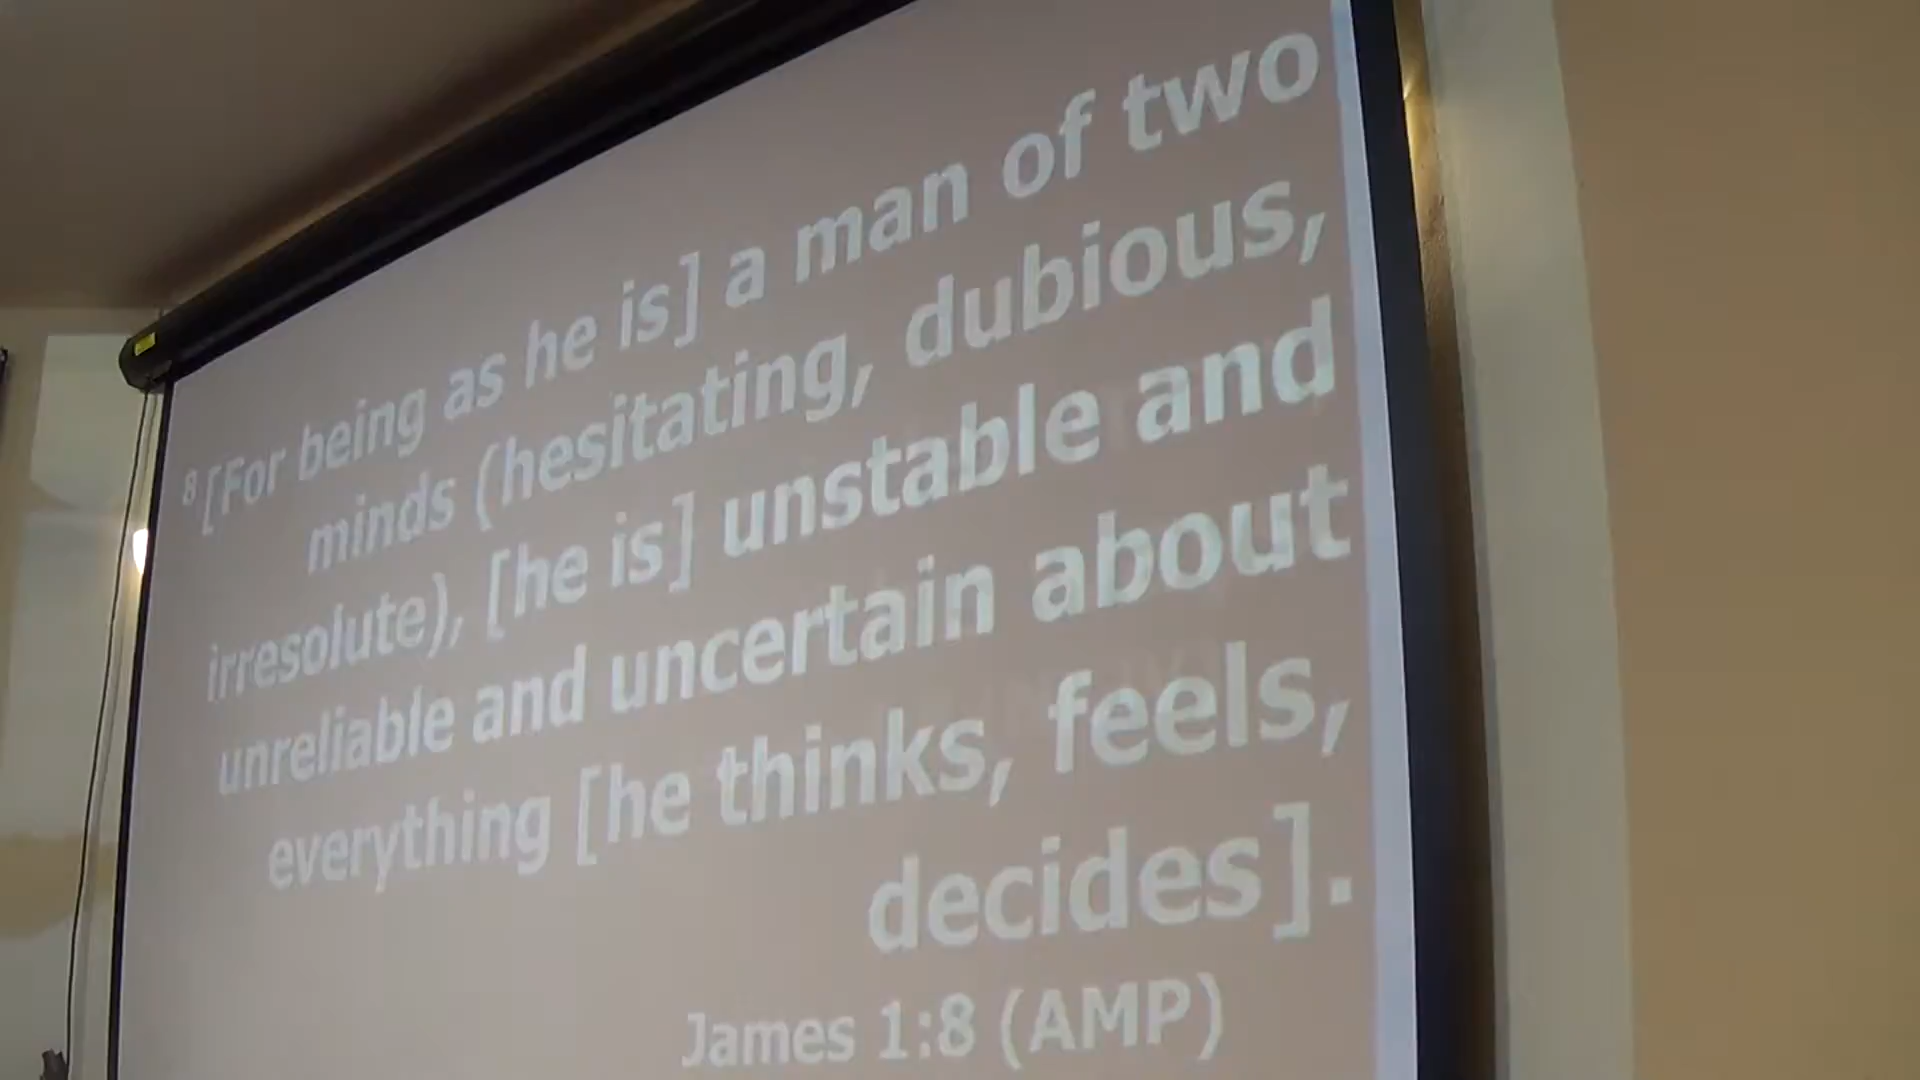 8 [For being as he is] a man of two
minds (hesitating, dubious,
irresolute), [he is] unstable and
unreliable and uncertain about
everything [he thinks, feels,
decides].
James 1:8 (AMP)